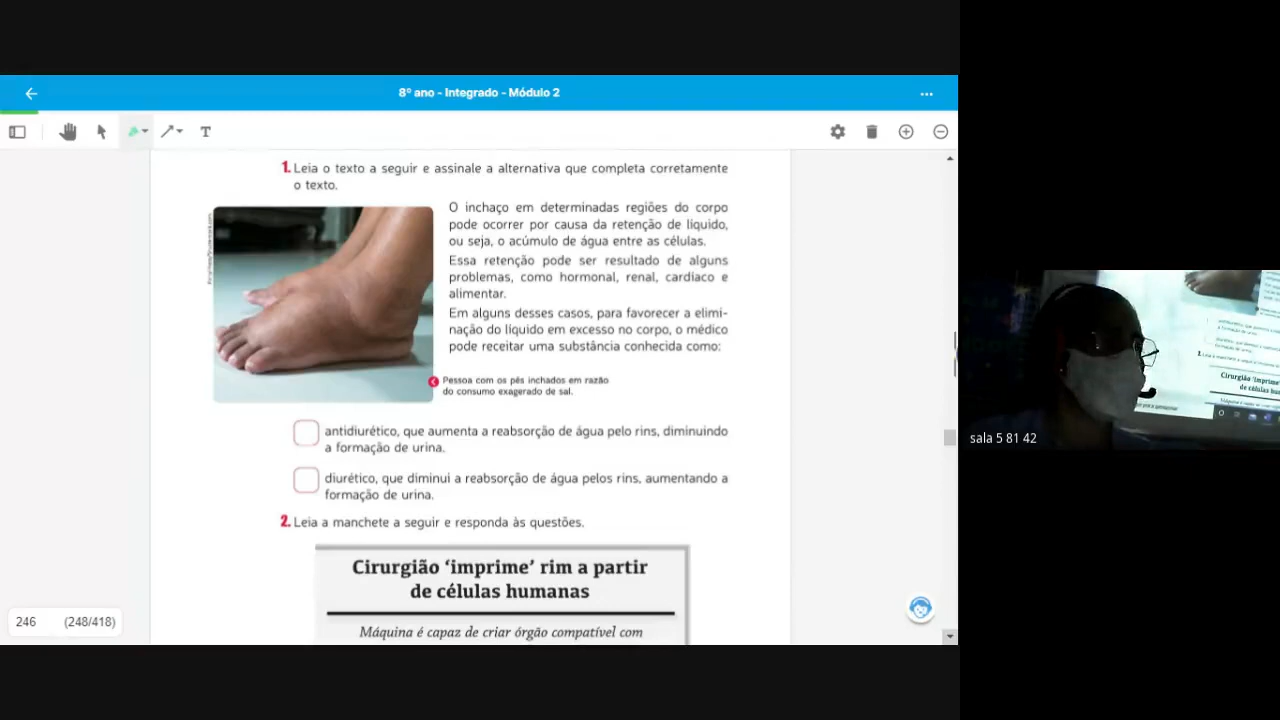 8º ano - Integrado - Módulo 2
T
1. Leia o texto a seguir e assinale a alternativa que completa corretamente
o texto.
O inchaço em determinadas regiões do corpo
pode ocorrer por causa da retenção de líquido,
ou seja, o acúmulo de água entre as células.
Essa retenção pode ser resultado de alguns
problemas, como hormonal, renal, cardíaco e
alimentar.
Em alguns desses casos, para favorecer a elimi-
nação do líquido em excesso no corpo, o médico
pode receitar uma substância conhecida como:
Pessoa com os pés inchados em razão
do consumo exagerado de sal.
antidiurético, que aumenta a reabsorção de água pelo rins, diminuindo
a formação de urina.
diurético, que diminui a reabsorção de água pelos rins, aumentando a
formação de urina.
2. Leia a manchete a seguir e responda às questões.
Cirurgião ‘imprime’ rim a partir
de células humanas
Máquina é capaz de criar órgão compatível com
246 (248/418)
sala 5 81 42
Cirurgião 'imprime'
de células hu